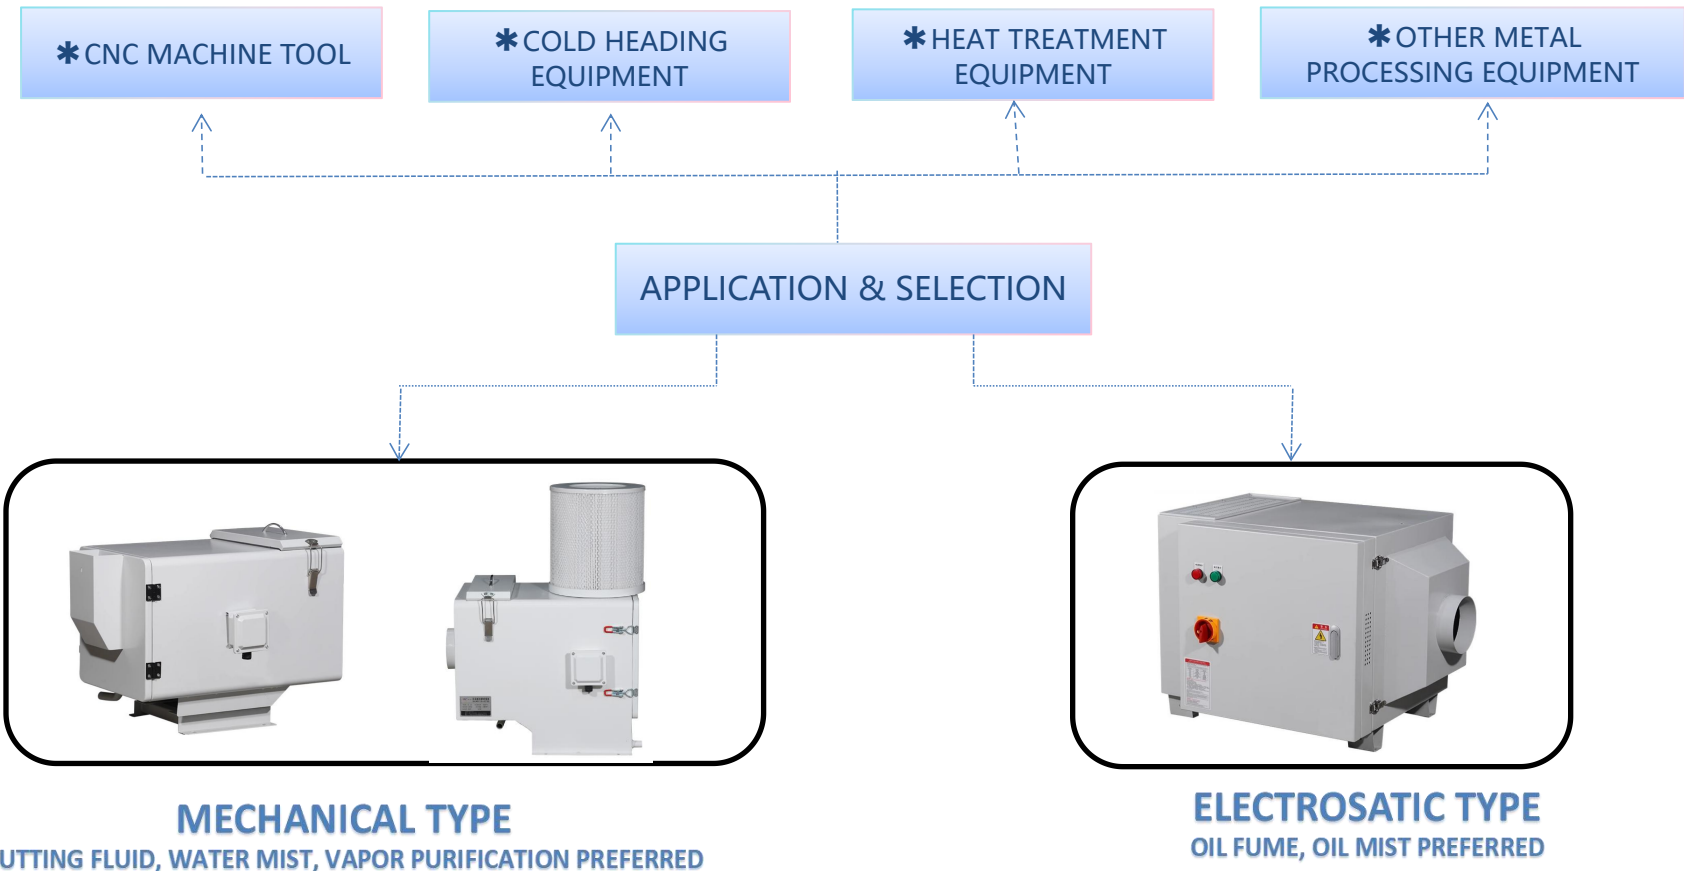 ✱CNC MACHINE TOOL
✱COLD HEADING
EQUIPMENT
✱HEAT TREATMENT
EQUIPMENT
✱OTHER METAL
PROCESSING EQUIPMENT
APPLICATION & SELECTION
MECHANICAL TYPE
UTTING FLUID, WATER MIST, VAPOR PURIFICATION PREFERRED
ELECTROSATIC TYPE
OIL FUME, OIL MIST PREFERRED